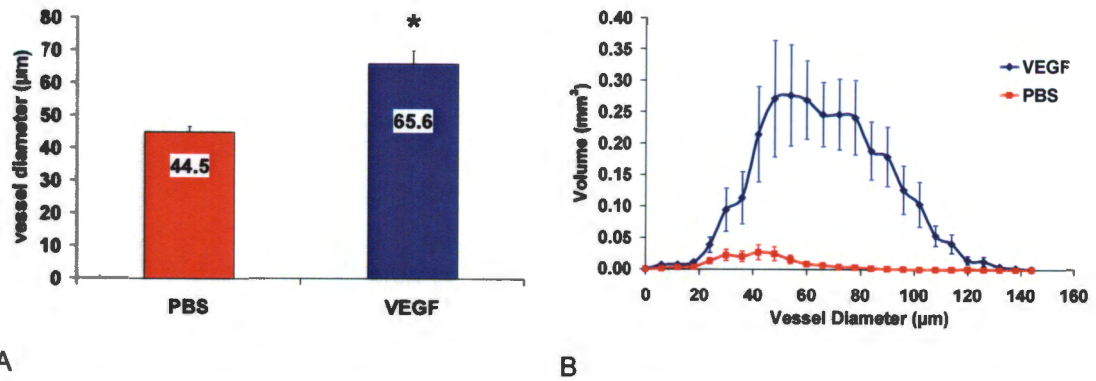 vessel diameter (µm)
80
70
60
50
40
30
20
10
0
44.5
65.6
*
PBS
VEGF
A
Volume (mm³)
0.40
0.35
0.30
0.25
0.20
0.15
0.10
0.05
0.00
VEGF
PBS
0 20 40 60 80 100 120 140 160
Vessel Diameter (µm)
B